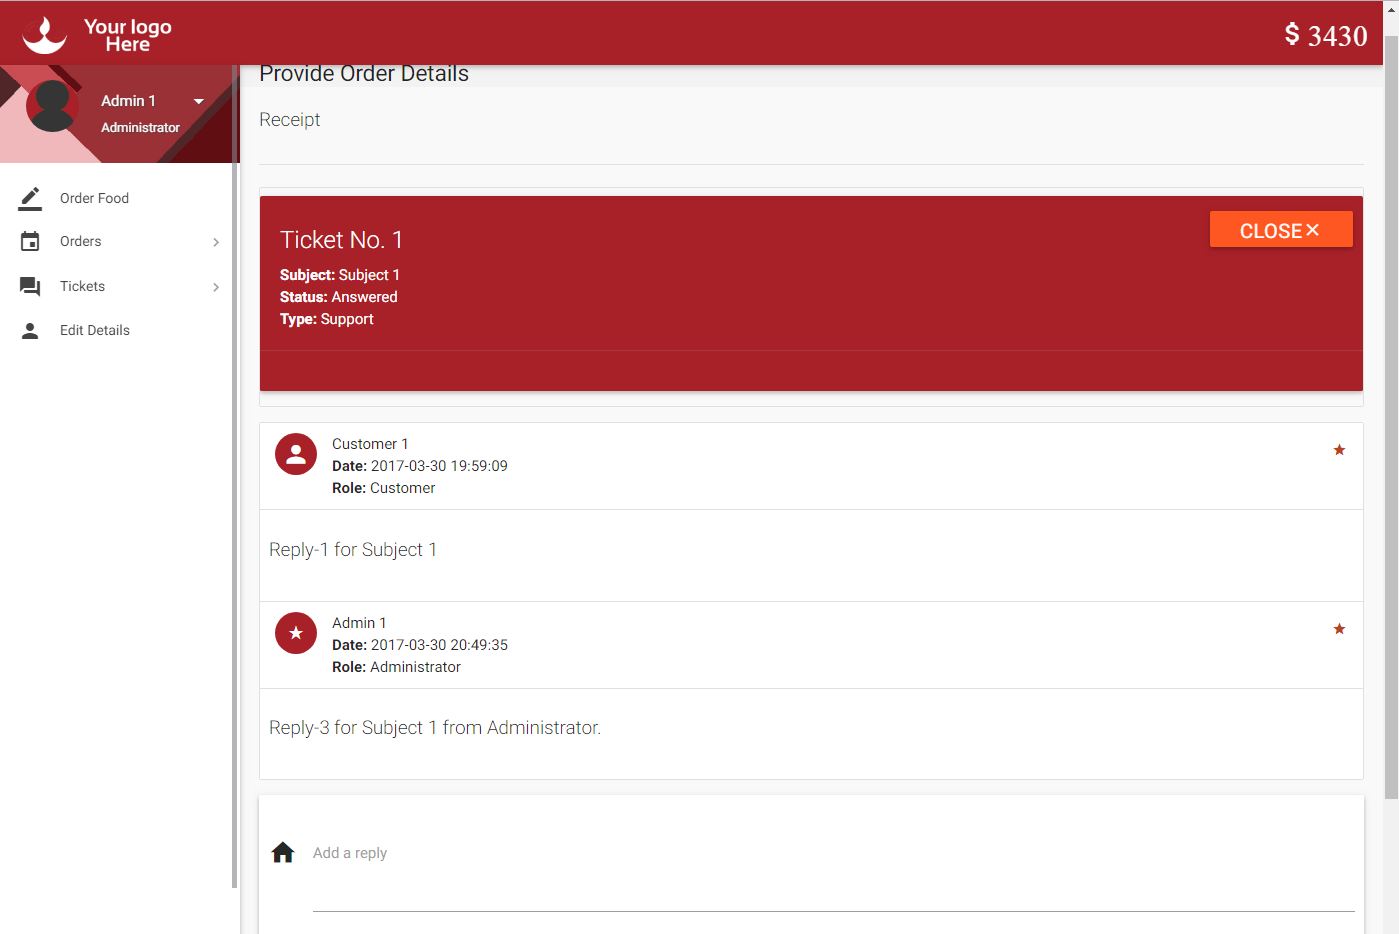 Your logo
Here
$ 3430
Admin 1
Administrator
Order Food
Orders
Tickets
Edit Details
Provide Order Details
Receipt
Ticket No. 1
CLOSE
Subject: Subject 1
Status: Answered
Type: Support
Customer 1
Date: 2017-03-30 19:59:09
Role: Customer
Reply-1 for Subject 1
Admin 1
Date: 2017-03-30 20:49:35
Role: Administrator
Reply-3 for Subject 1 from Administrator.
Add a reply